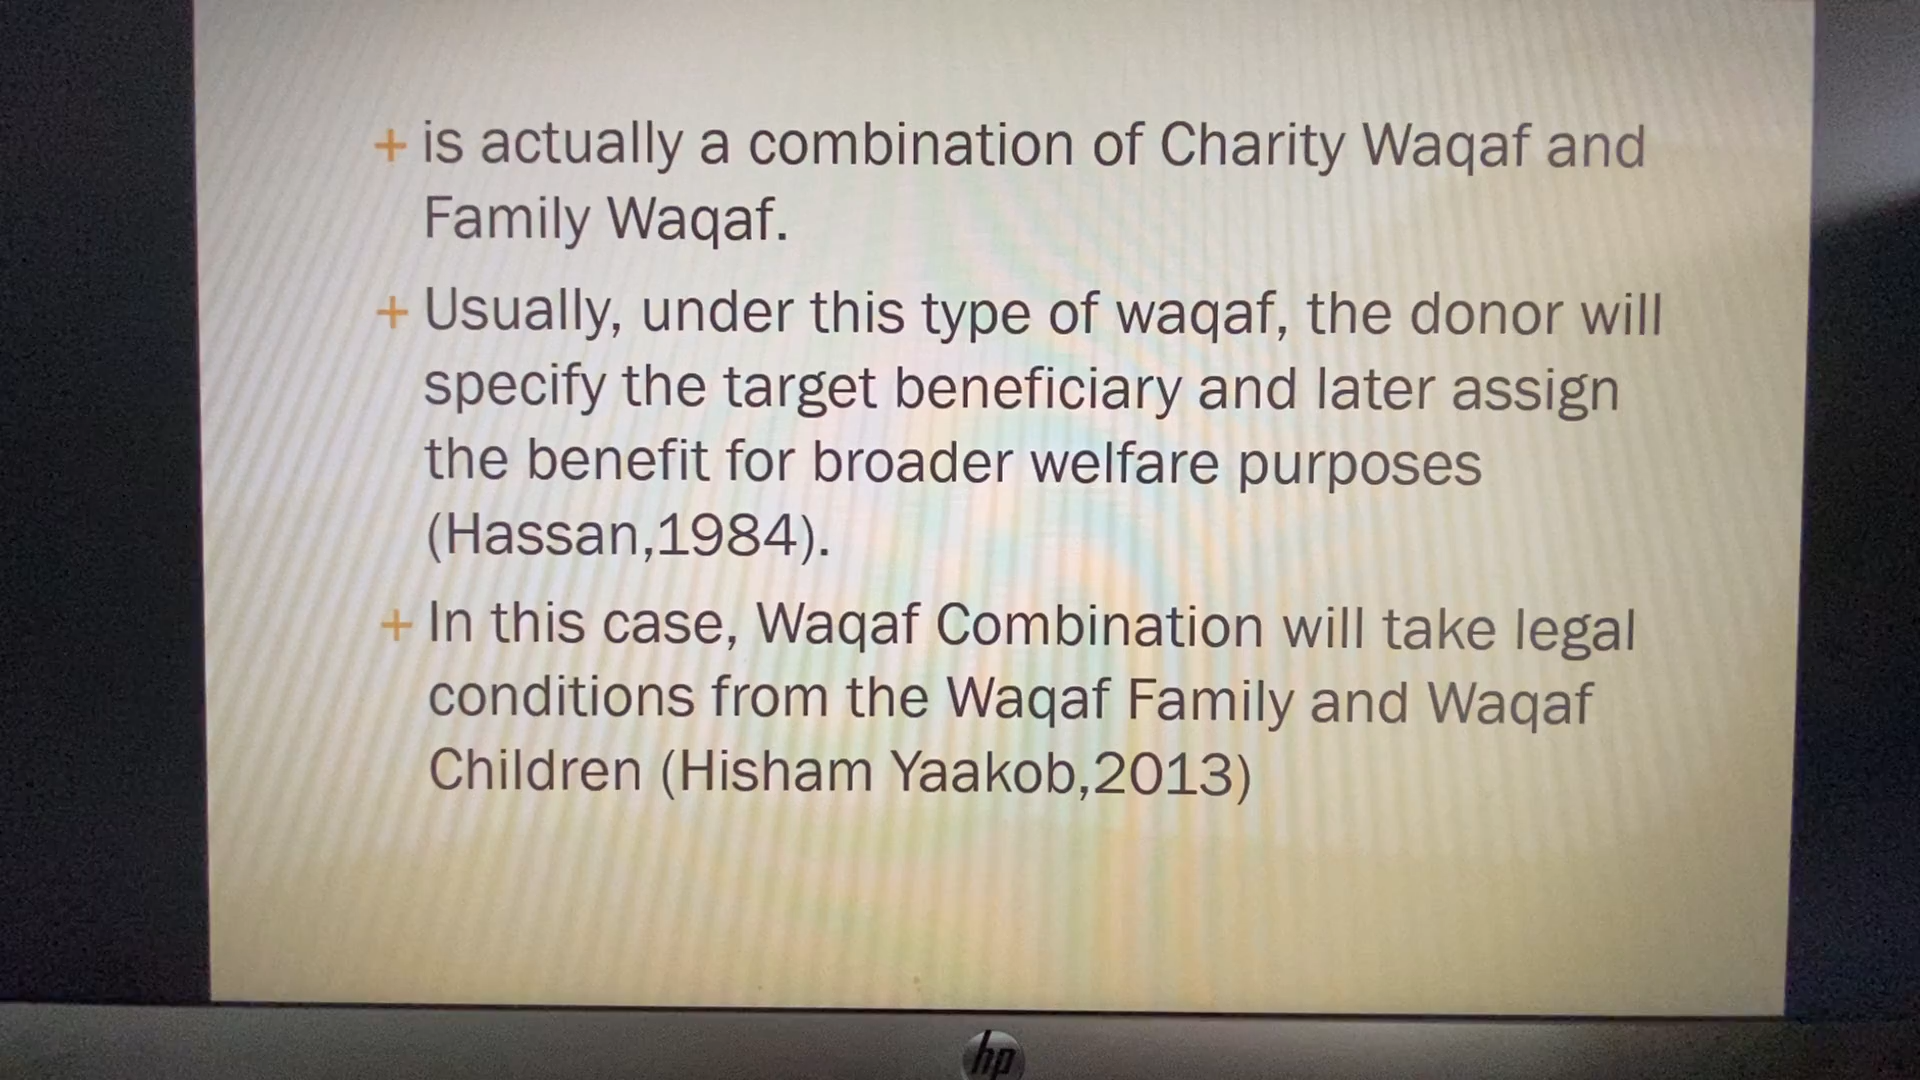 + is actually a combination of Charity Waqaf and
Family Waqaf.
+ Usually, under this type of waqaf, the donor will
specify the target beneficiary and later assign
the benefit for broader welfare purposes
(Hassan,1984).
+ In this case, Waqaf Combination will take legal
conditions from the Waqaf Family and Waqaf
Children (Hisham Yaakob,2013)
hp